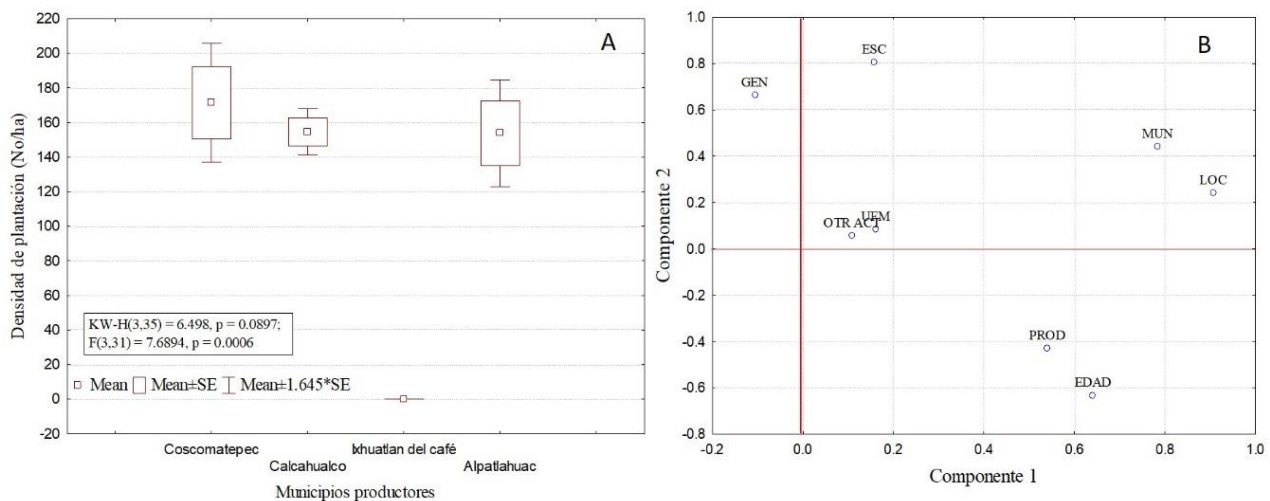 A
Densidad de plantación (No/ha)
220
200
180
160
140
120
100
80
60
40
20
0
-20
KW-H(3,35) = 6.498, p = 0.0897;
F(3,31) = 7.6894, p = 0.0006
Mean Mean±SE Mean±1.645*SE
Coscomatepec Ixhuatlan del café
Calcahualco Alpatlahuac
Municipios productores
B
Componente 2
1.0
0.8
0.6
0.4
0.2
0.0
-0.2
-0.4
-0.6
-0.8
ESC
GEN
MUN
LOC
OTR ACT UFM
PROD
EDAD
-0.2 0.0 0.2 0.4 0.6 0.8 1.0
Componente 1